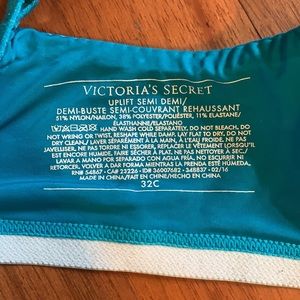 VICTORIA'S SECRET
UPLIFT SEMI DEMI/
DEMI-BUSTE SEMI-COUVRANT REHAUSSANT
51% NYLON/NAILON, 38% POLYESTER/POLIÉSTER, 11% ELASTANE/
ÉLASTHANNE/ELASTANO
HAND WASH COLD SEPARATELY, DO NOT BLEACH, DO
NOT WRING OR TWIST, RESHAPE WHILE DAMP, LAY FLAT TO DRY, DO NOT
DRY CLEAN/ LAVER SÉPARÉMENT À LA MAIN, À L'EAU FROIDE, NE PAS
JAVELLISER, NE PAS TORDRE NI ESSORER, REPLACER LE VÊTEMENT LORSQU'IL
EST ENCORE HUMIDE, FAIRE SÉCHER À PLAT, NE PAS NETTOYER À SEC/
LAVAR A MANO POR SEPARADO CON AGUA FRÍA, NO ESCURRIR NI
RETORCER, VOLVER A DAR FORMA MIENTRAS LA PRENDA ESTÉ HÚMEDA,
RN# 54867 - CA# 23226 - ID# 36007682 - 348837 - 02/16
MADE IN CHINA/FAIT EN CHINE/HECHO EN CHINA
32C